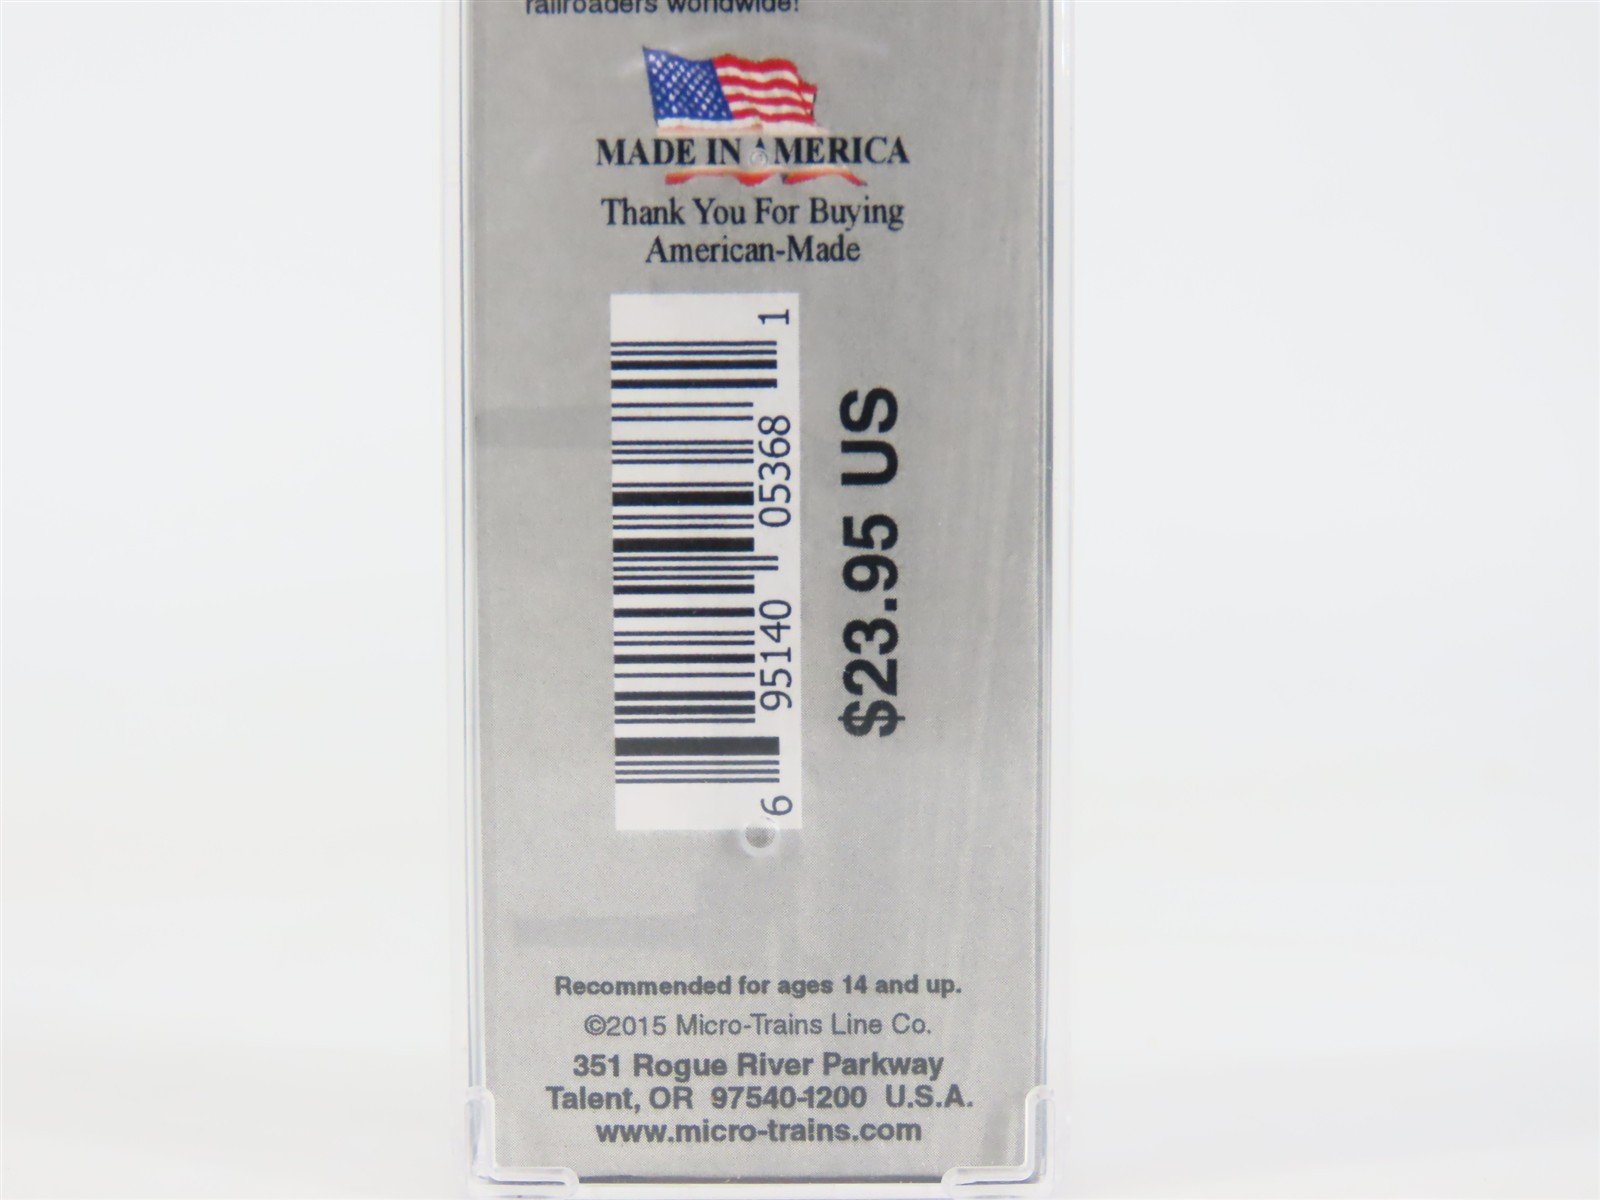 railroaders worldwide!
MADE IN AMERICA
Thank You For Buying
American-Made
6 95140 05368 1
$23.95 US
Recommended for ages 14 and up.
©2015 Micro-Trains Line Co.
351 Rogue River Parkway
Talent, OR 97540-1200 U.S.A.
www.micro-trains.com